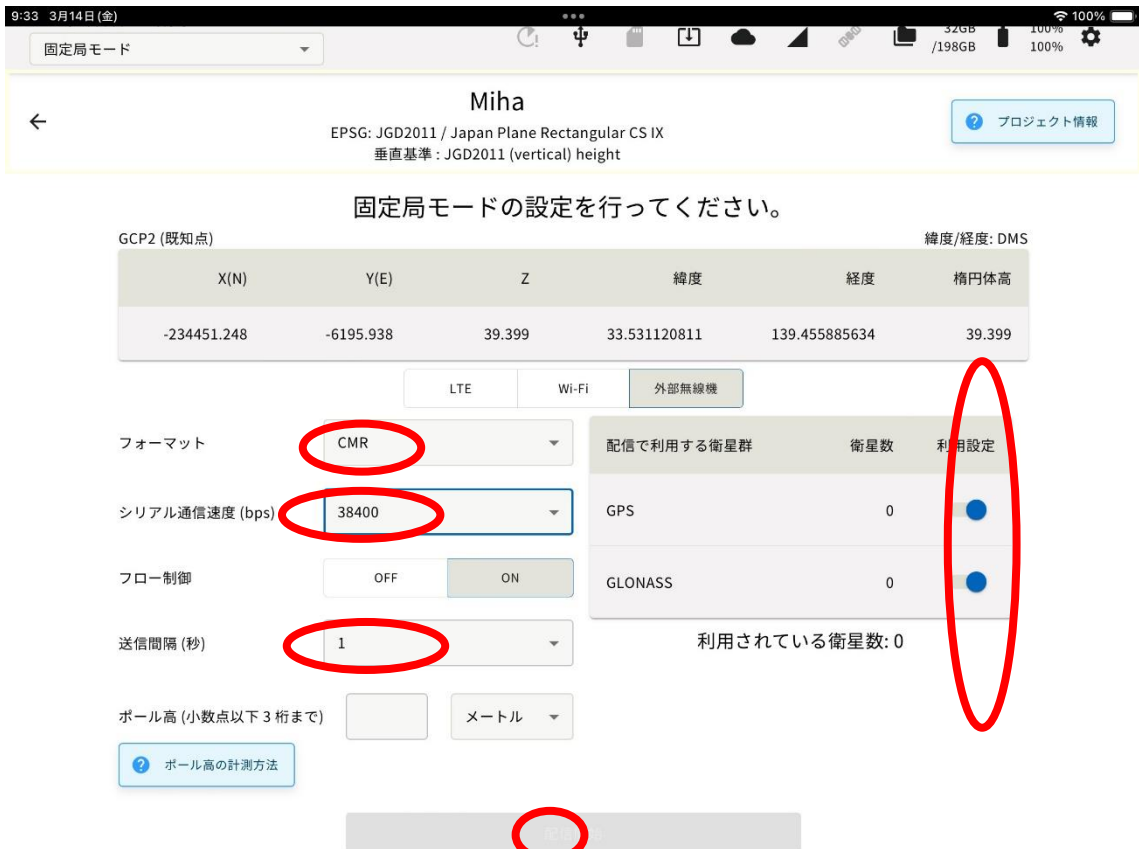 9:33 3月14日(金)
100%
固定局モード
32GB
/198GB
100%
100%
Miha
EPSG: JGD2011 / Japan Plane Rectangular CS IX
垂直基準 : JGD2011 (vertical) height
プロジェクト情報
固定局モードの設定を行ってください。
GCP2 (既知点)
緯度/経度: DMS
X(N) Y(E) Z 緯度 経度 楕円体高
-234451.248 -6195.938 39.399 33.531120811 139.455885634 39.399
LTE Wi-Fi 外部無線機
フォーマット CMR
配信で利用する衛星群 衛星数 利用設定
シリアル通信速度 (bps) 38400
GPS 0
フロー制御 OFF ON
GLONASS 0
送信間隔 (秒) 1
利用されている衛星数: 0
ポール高 (小数点以下 3 桁まで) メートル
ポール高の計測方法